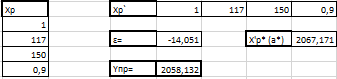 Xp Xp` 1 117 150 0,9
1
117 ε= -14,051 X'p* (a*) 2067,171
150
0,9 Yпр= 2058,132